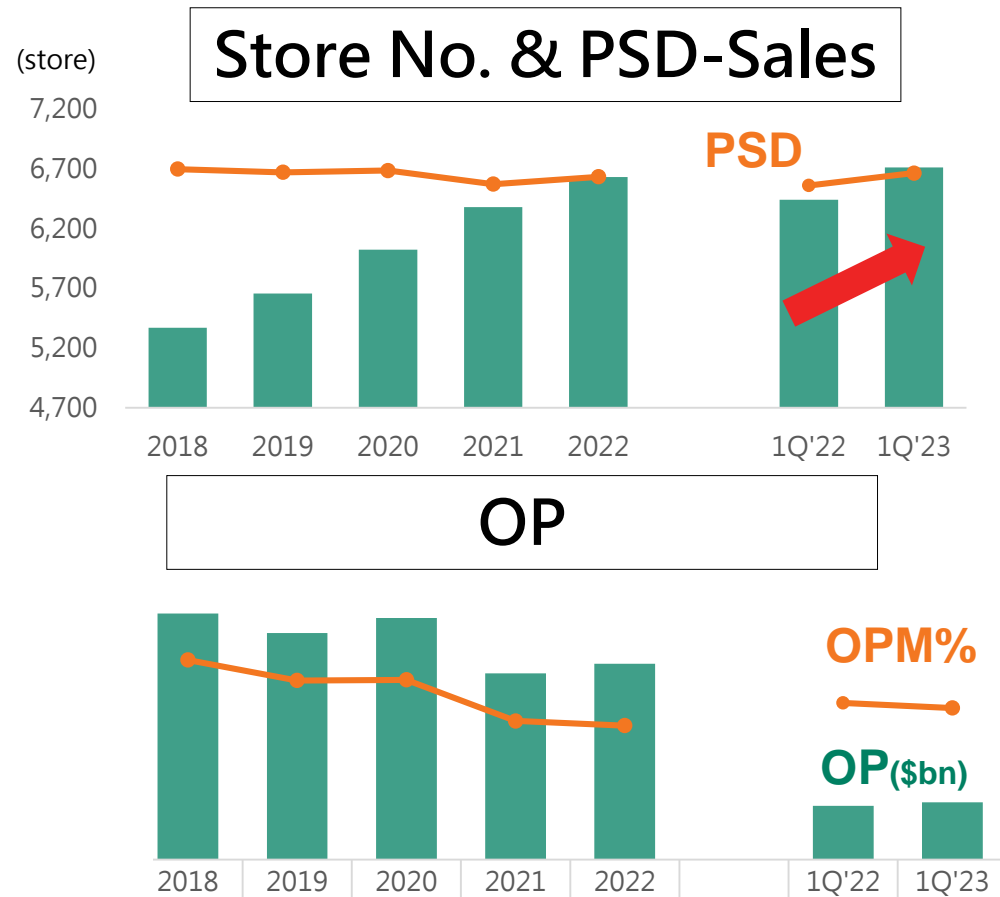 Store No. & PSD-Sales
(store)
7,200
6,700
6,200
5,700
5,200
4,700
PSD
2018 2019 2020 2021 2022 1Q'22 1Q'23
OP
OPM%
OP($bn)
2018 2019 2020 2021 2022 1Q'22 1Q'23